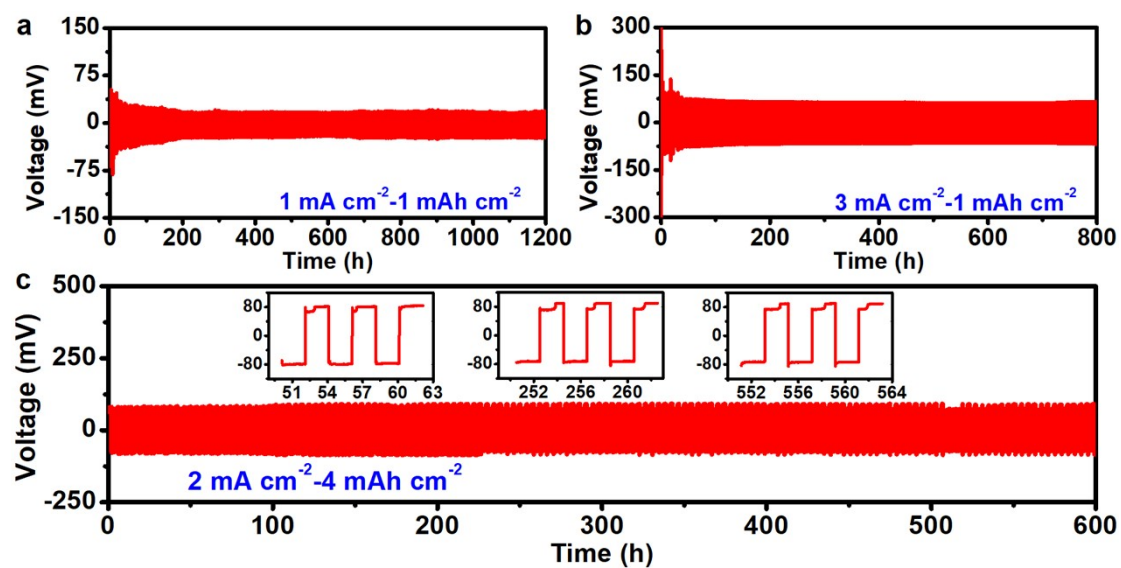 a
150
75
0
-75
-150
Voltage (mV)
1 mA cm⁻²-1 mAh cm⁻²
0 200 400 600 800 1000 1200
Time (h)
b
300
150
0
-150
-300
Voltage (mV)
3 mA cm⁻²-1 mAh cm⁻²
0 200 400 600 800
Time (h)
c
500
250
0
-250
Voltage (mV)
80
0
-80
51 54 57 60 63
80
0
-80
252 256 260
80
0
-80
552 556 560 564
2 mA cm⁻²-4 mAh cm⁻²
0 100 200 300 400 500 600
Time (h)